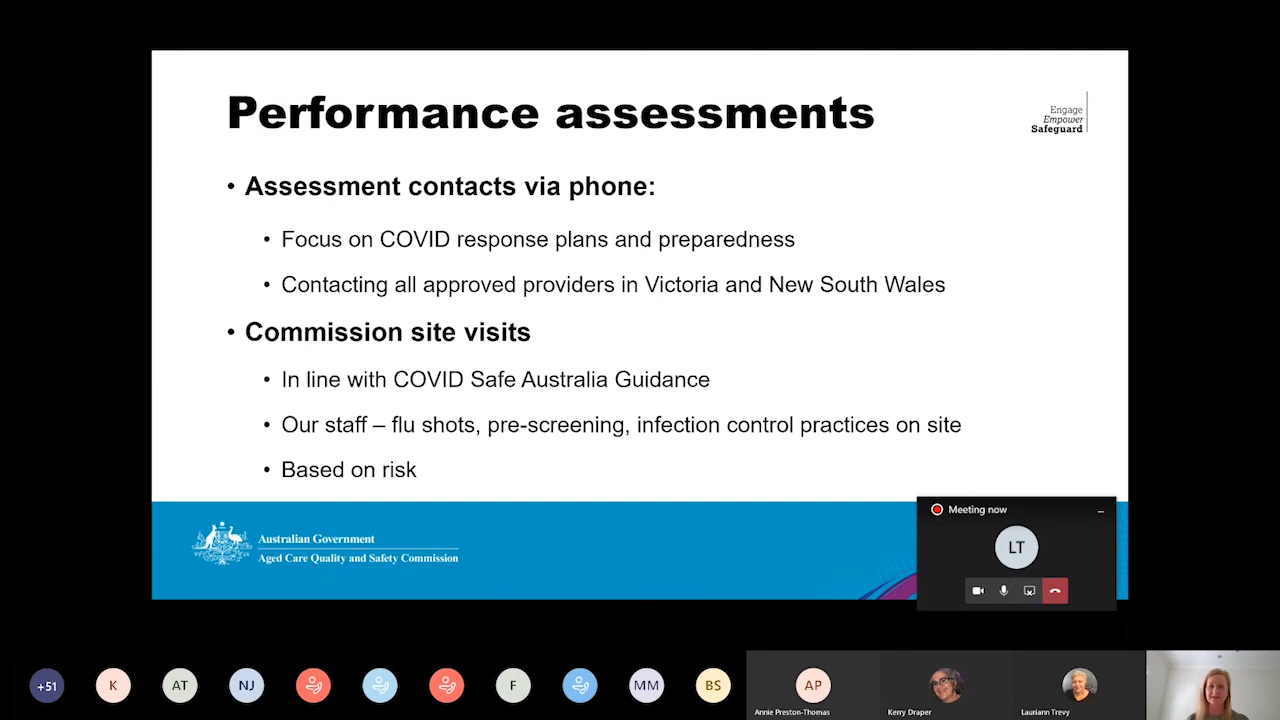 Performance assessments
Engage
Empower
Safeguard
• Assessment contacts via phone:
• Focus on COVID response plans and preparedness
• Contacting all approved providers in Victoria and New South Wales
• Commission site visits
• In line with COVID Safe Australia Guidance
• Our staff – flu shots, pre-screening, infection control practices on site
• Based on risk
Australian Government
Aged Care Quality and Safety Commission
Meeting now
LT
+51
K
AT
NJ
F
MM
BS
AP
Annie Preston-Thomas
Kerry Draper
Lauriann Trevy